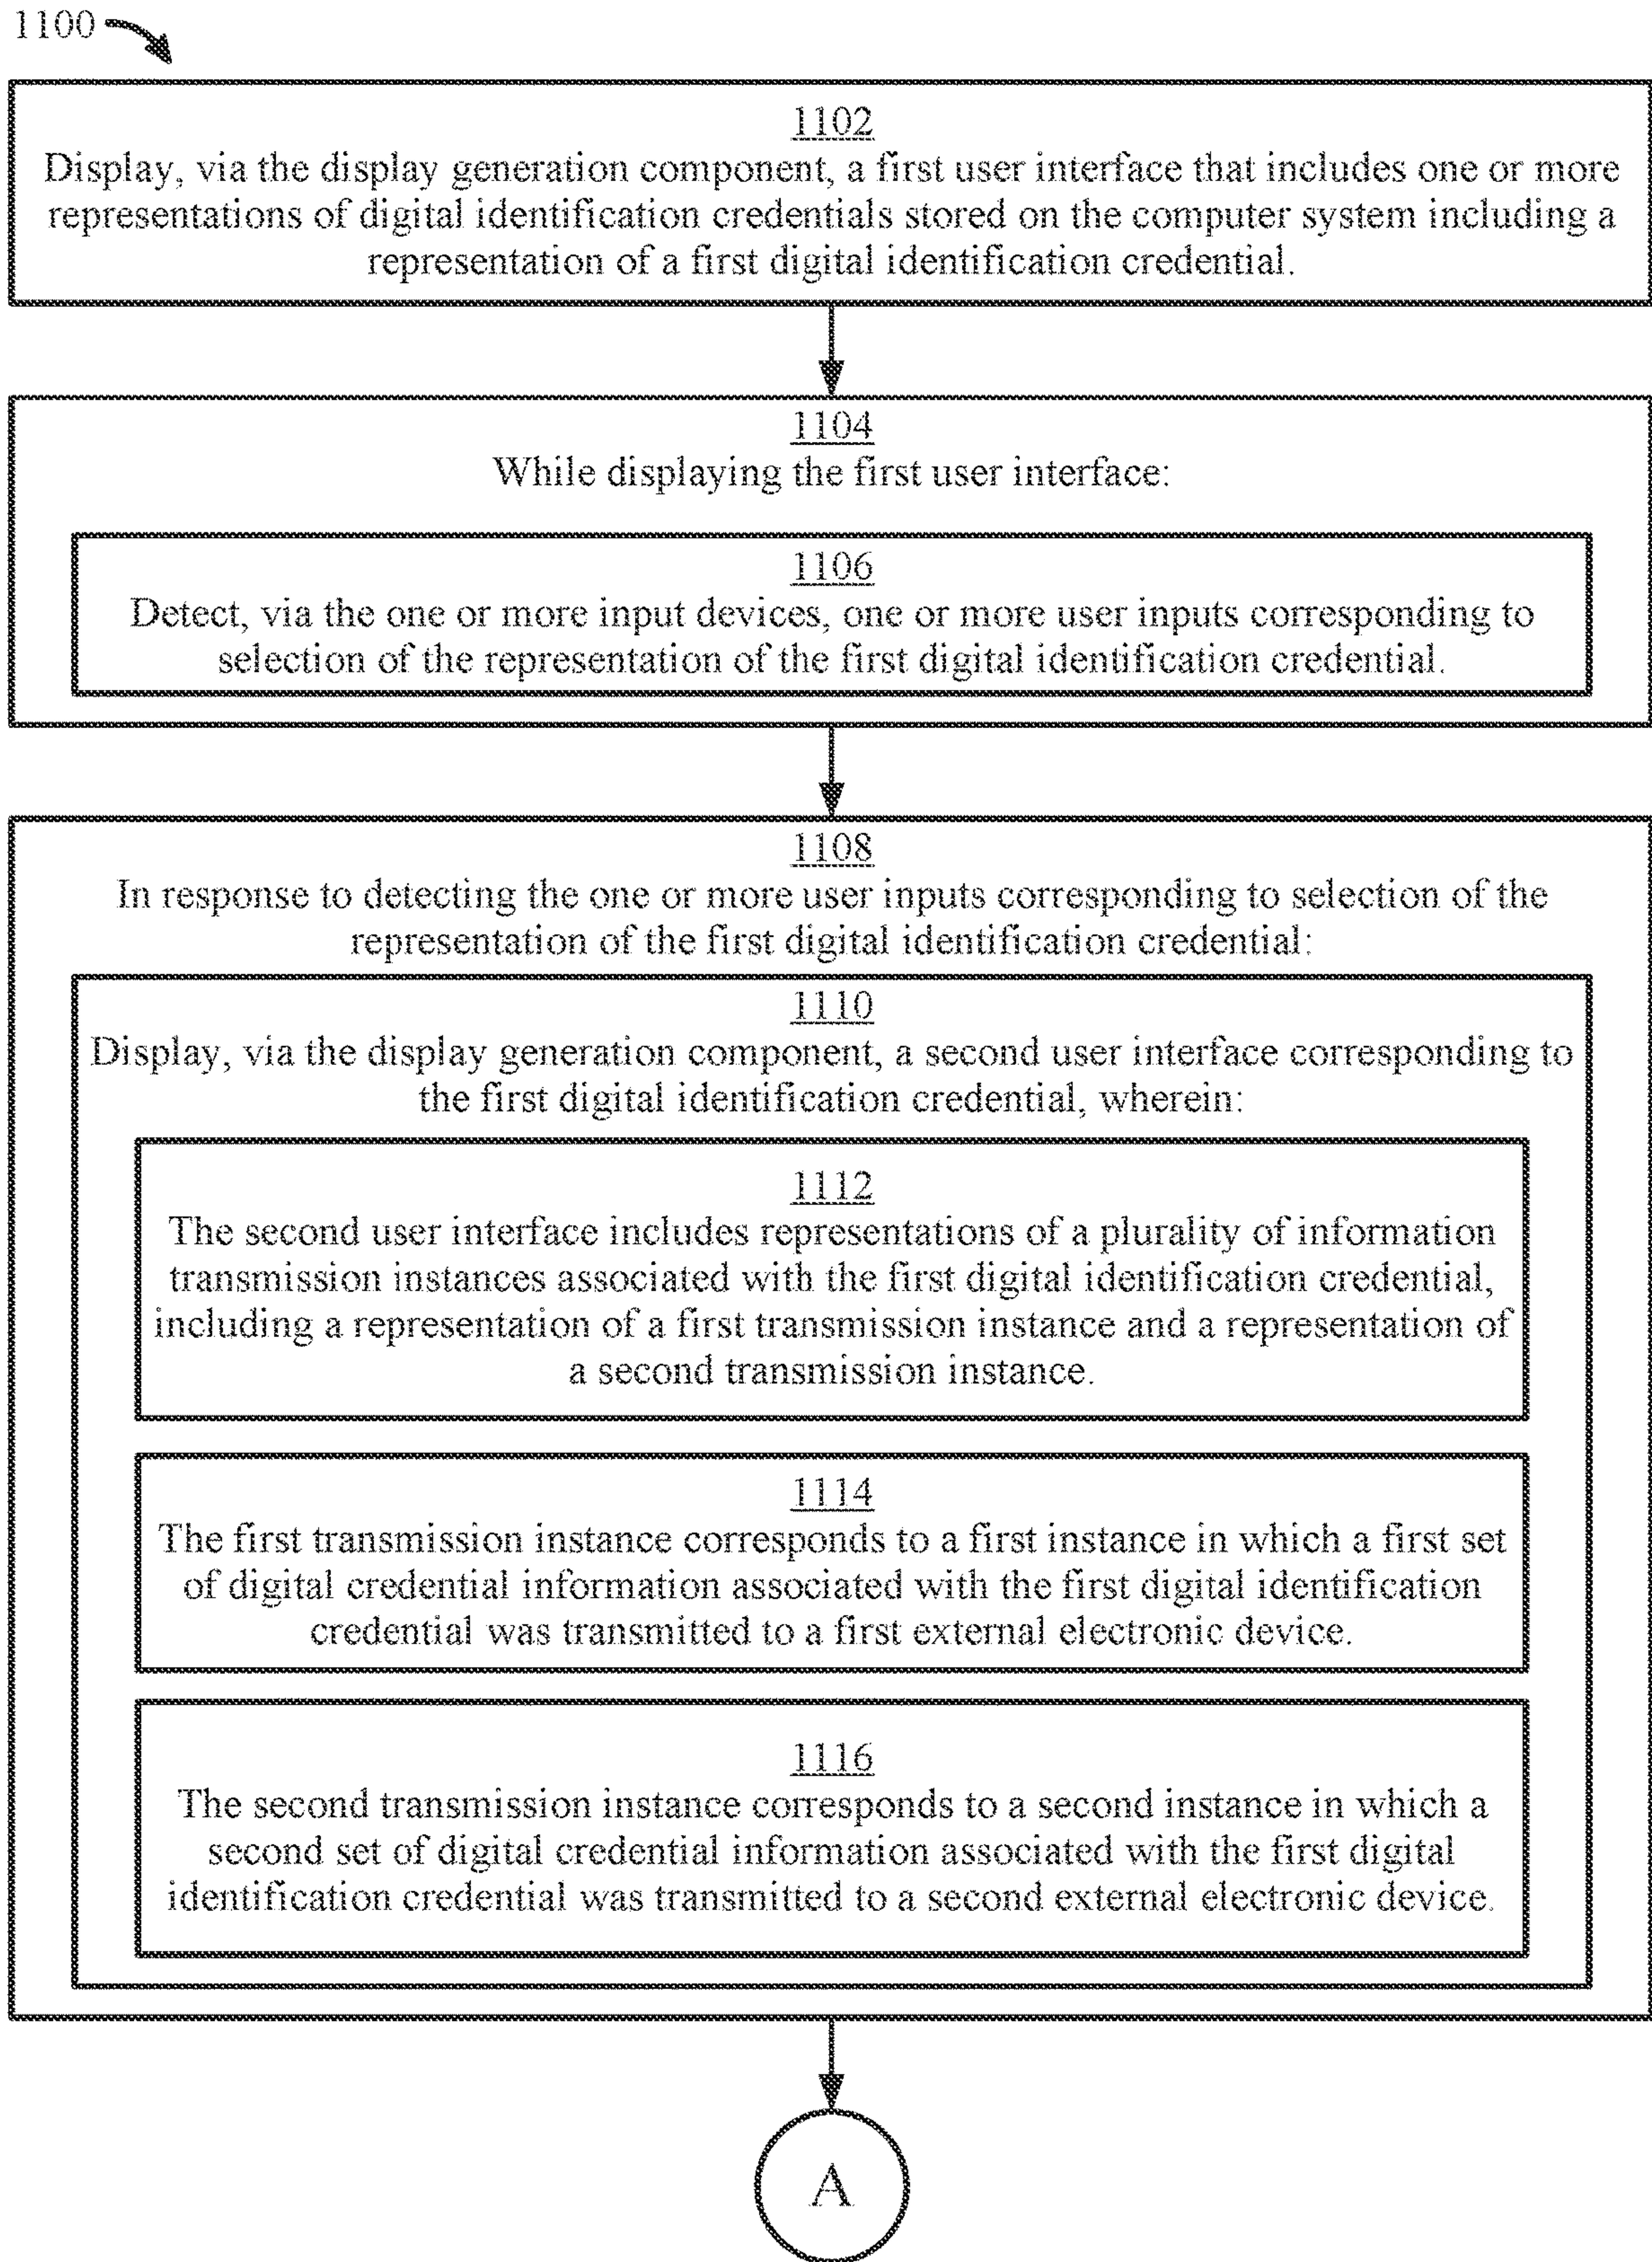 1100
1102
Display, via the display generation component, a first user interface that includes one or more
representations of digital identification credentials stored on the computer system including a
representation of a first digital identification credential.
1104
While displaying the first user interface:
1106
Detect, via the one or more input devices, one or more user inputs corresponding to
selection of the representation of the first digital identification credential.
1108
In response to detecting the one or more user inputs corresponding to selection of the
representation of the first digital identification credential:
1110
Display, via the display generation component, a second user interface corresponding to
the first digital identification credential, wherein:
1112
The second user interface includes representations of a plurality of information
transmission instances associated with the first digital identification credential,
including a representation of a first transmission instance and a representation of
a second transmission instance.
1114
The first transmission instance corresponds to a first instance in which a first set
of digital credential information associated with the first digital identification
credential was transmitted to a first external electronic device.
1116
The second transmission instance corresponds to a second instance in which a
second set of digital credential information associated with the first digital
identification credential was transmitted to a second external electronic device.
A